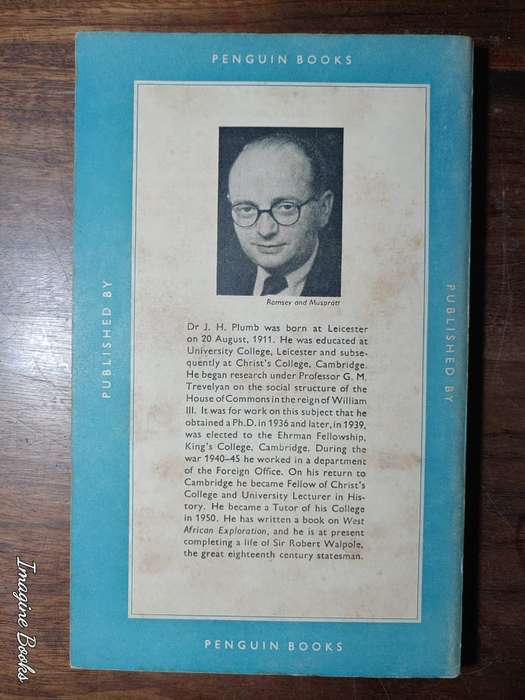 PENGUIN BOOKS
PUBLISHED BY
PUBLISHED BY
Ramsey and Muspratt
Dr J. H. Plumb was born at Leicester
on 20 August, 1911. He was educated at
University College, Leicester and subse-
quently at Christ's College, Cambridge.
He began research under Professor G. M.
Trevelyan on the social structure of the
House of Commons in the reign of William
III. It was for work on this subject that he
obtained a Ph.D. in 1936 and later, in 1939,
was elected to the Ehrman Fellowship,
King's College, Cambridge. During the
war 1940-45 he worked in a department
of the Foreign Office. On his return to
Cambridge he became Fellow of Christ's
College and University Lecturer in His-
tory. He became a Tutor of his College
in 1950. He has written a book on West
African Exploration, and he is at present
completing a life of Sir Robert Walpole,
the great eighteenth century statesman.
PENGUIN BOOKS
Imagine Books